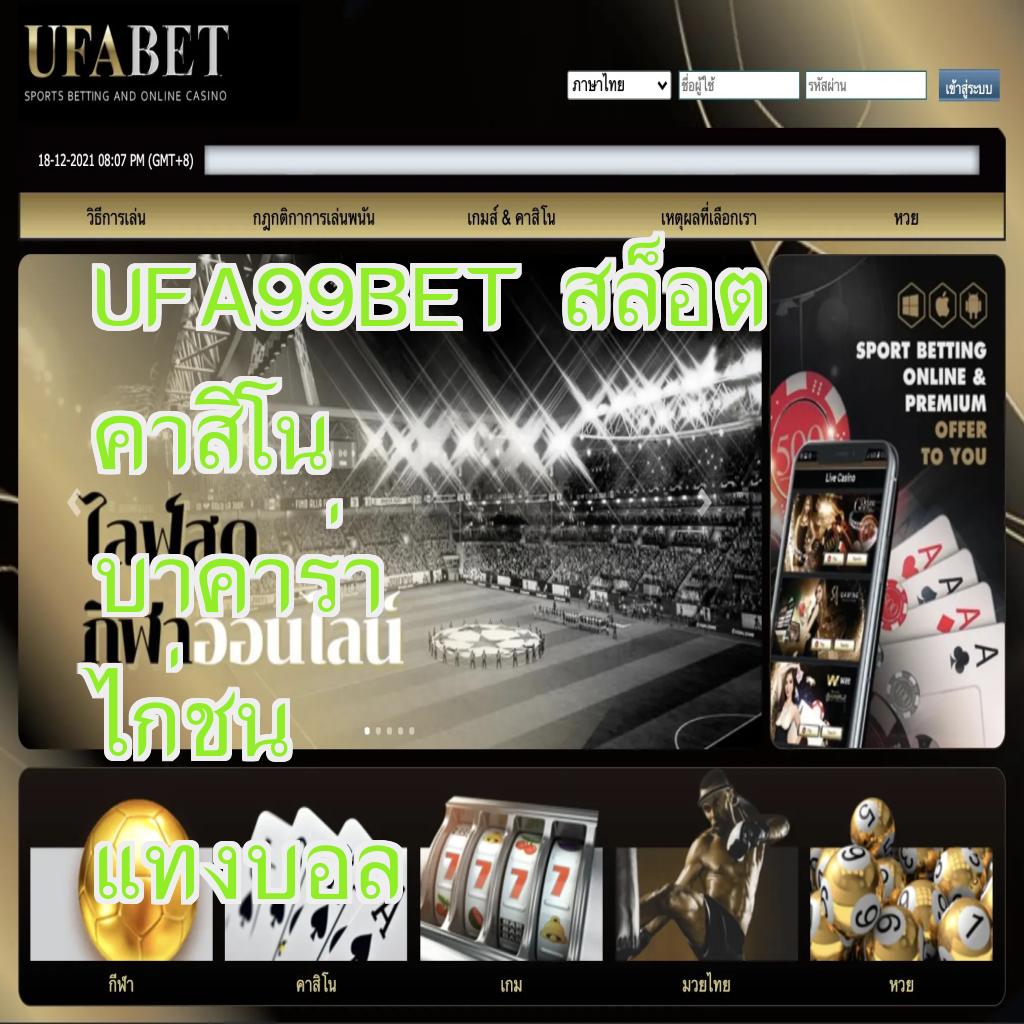 UFABET
SPORTS BETTING AND ONLINE CASINO
ภาษาไทย ชื่อผู้ใช้ รหัสผ่าน เข้าสู่ระบบ
18-12-2021 08:07 PM (GMT+8)
วิธีการเล่น กฎกติกาการเล่นพนัน เกมส์ & คาสิโน เหตุผลที่เลือกเรา หวย
UFA99BET สล็อต
คาสิโน
บาคาร่า
ไก่ชน
แทงบอล
ไลฟ์สด
กีฬาออนไลน์
SPORT BETTING
ONLINE &
PREMIUM
OFFER
TO YOU
500
Live Casino
กีฬา คาสิโน เกม มวยไทย หวย